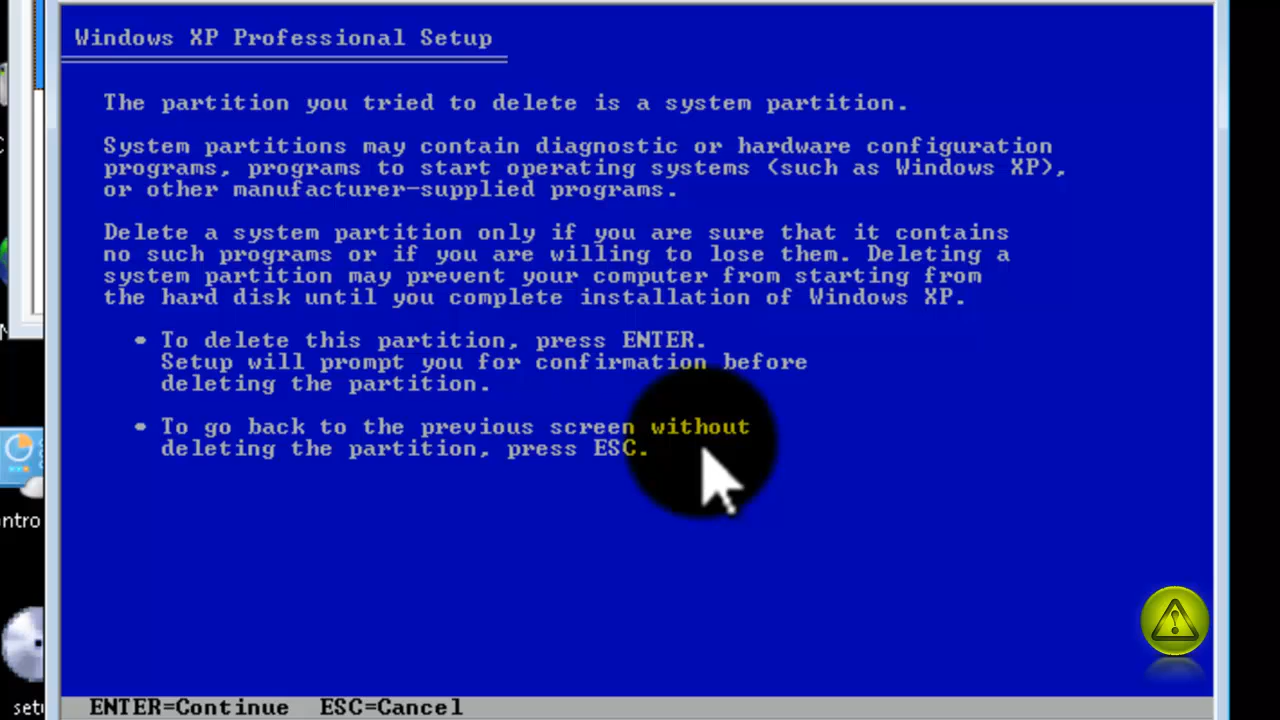 Windows XP Professional Setup
The partition you tried to delete is a system partition.
System partitions may contain diagnostic or hardware configuration
programs, programs to start operating systems (such as Windows XP),
or other manufacturer-supplied programs.
Delete a system partition only if you are sure that it contains
no such programs or if you are willing to lose them. Deleting a
system partition may prevent your computer from starting from
the hard disk until you complete installation of Windows XP.
• To delete this partition, press ENTER.
Setup will prompt you for confirmation before
deleting the partition.
• To go back to the previous screen without
deleting the partition, press ESC.
ntro
setu
ENTER=Continue ESC=Cancel